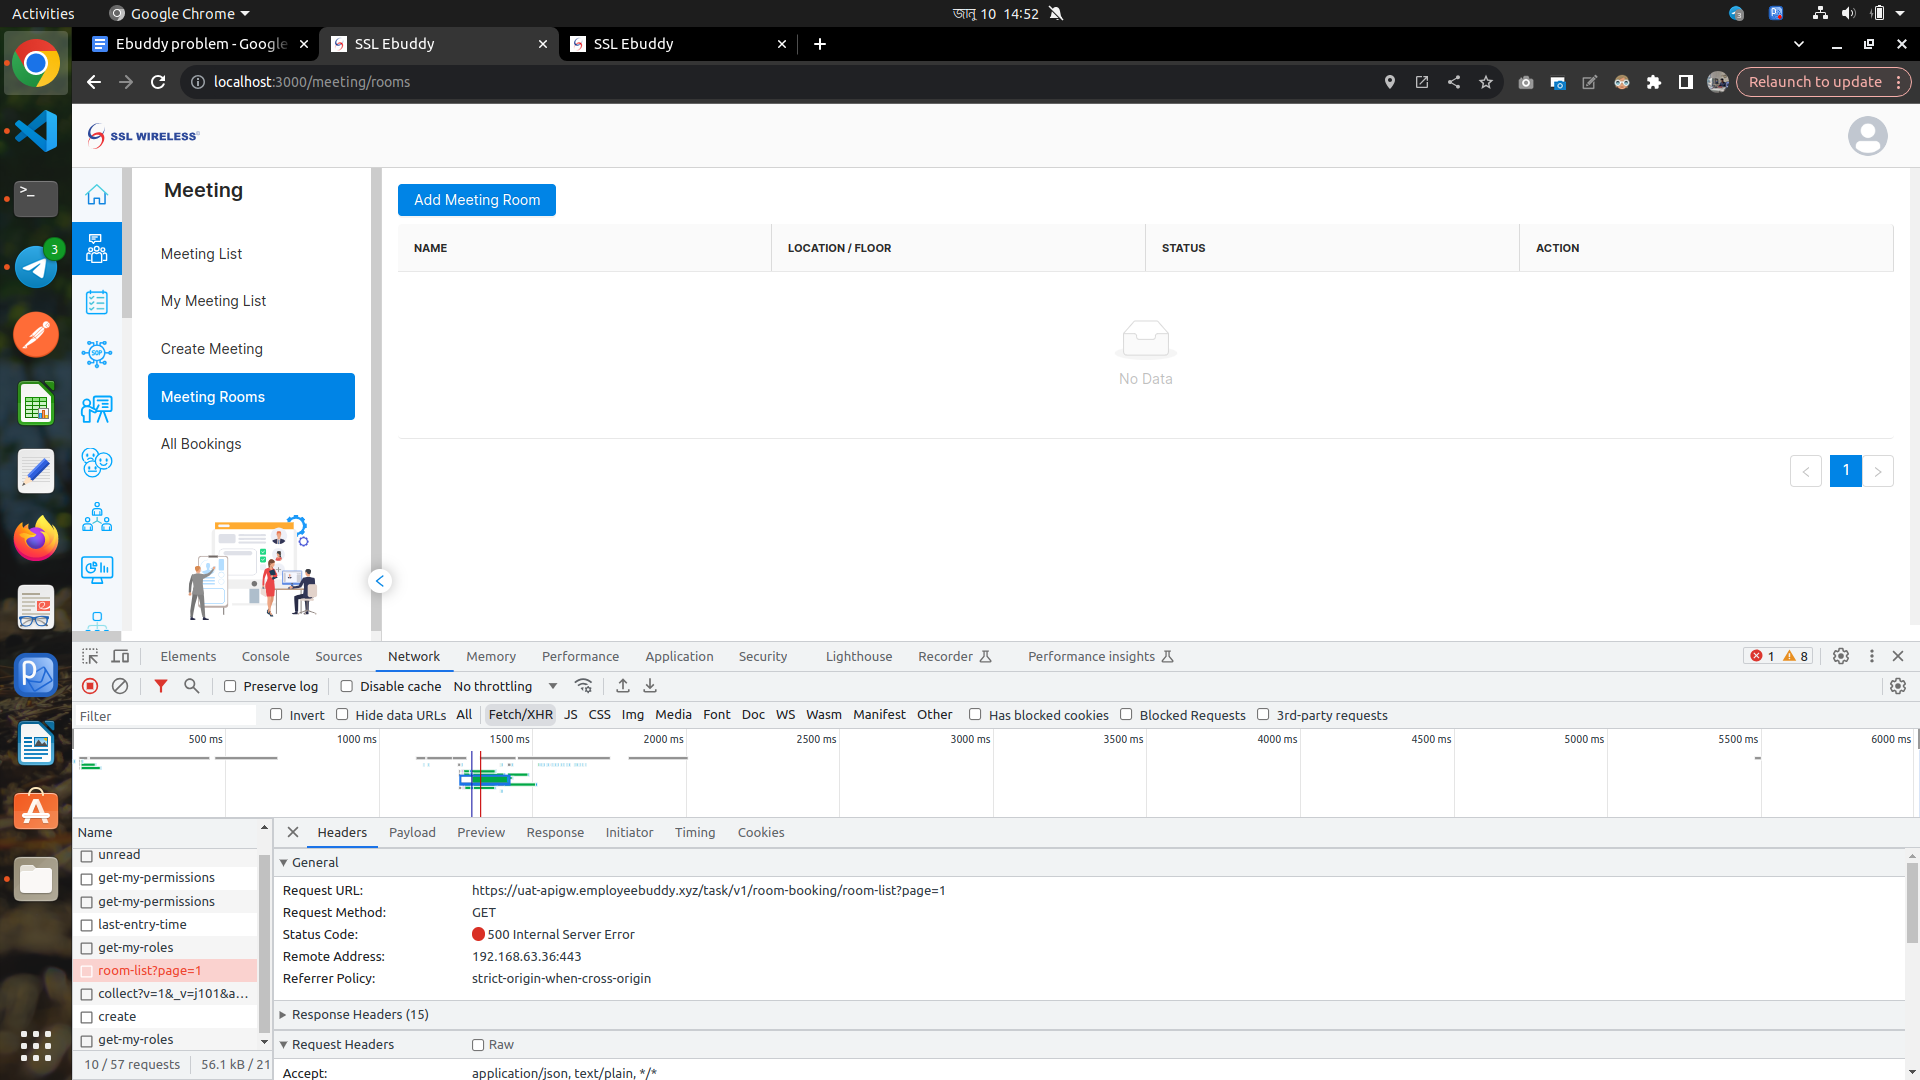 Activities
Google Chrome
জানু 10 14:52
Ebuddy problem - Google
SSL Ebuddy
SSL Ebuddy
localhost:3000/meeting/rooms
Relaunch to update
SSL WIRELESS
3
Meeting
Meeting List
My Meeting List
Create Meeting
Meeting Rooms
All Bookings
Add Meeting Room
NAME LOCATION / FLOOR STATUS ACTION
No Data
< 1 >
Elements Console Sources Network Memory Performance Application Security Lighthouse Recorder Performance insights 1 8
Preserve log Disable cache No throttling
Filter Invert Hide data URLs All Fetch/XHR JS CSS Img Media Font Doc WS Wasm Manifest Other Has blocked cookies Blocked Requests 3rd-party requests
500 ms 1000 ms 1500 ms 2000 ms 2500 ms 3000 ms 3500 ms 4000 ms 4500 ms 5000 ms 5500 ms 6000 ms
Name
unread
get-my-permissions
get-my-permissions
last-entry-time
get-my-roles
room-list?page=1
collect?v=1&_v=j101&a...
create
get-my-roles
10 / 57 requests 56.1 kB / 21
Headers Payload Preview Response Initiator Timing Cookies
General
Request URL: https://uat-apigw.employeebuddy.xyz/task/v1/room-booking/room-list?page=1
Request Method: GET
Status Code: 500 Internal Server Error
Remote Address: 192.168.63.36:443
Referrer Policy: strict-origin-when-cross-origin
Response Headers (15)
Request Headers Raw
Accept: application/json, text/plain, */*